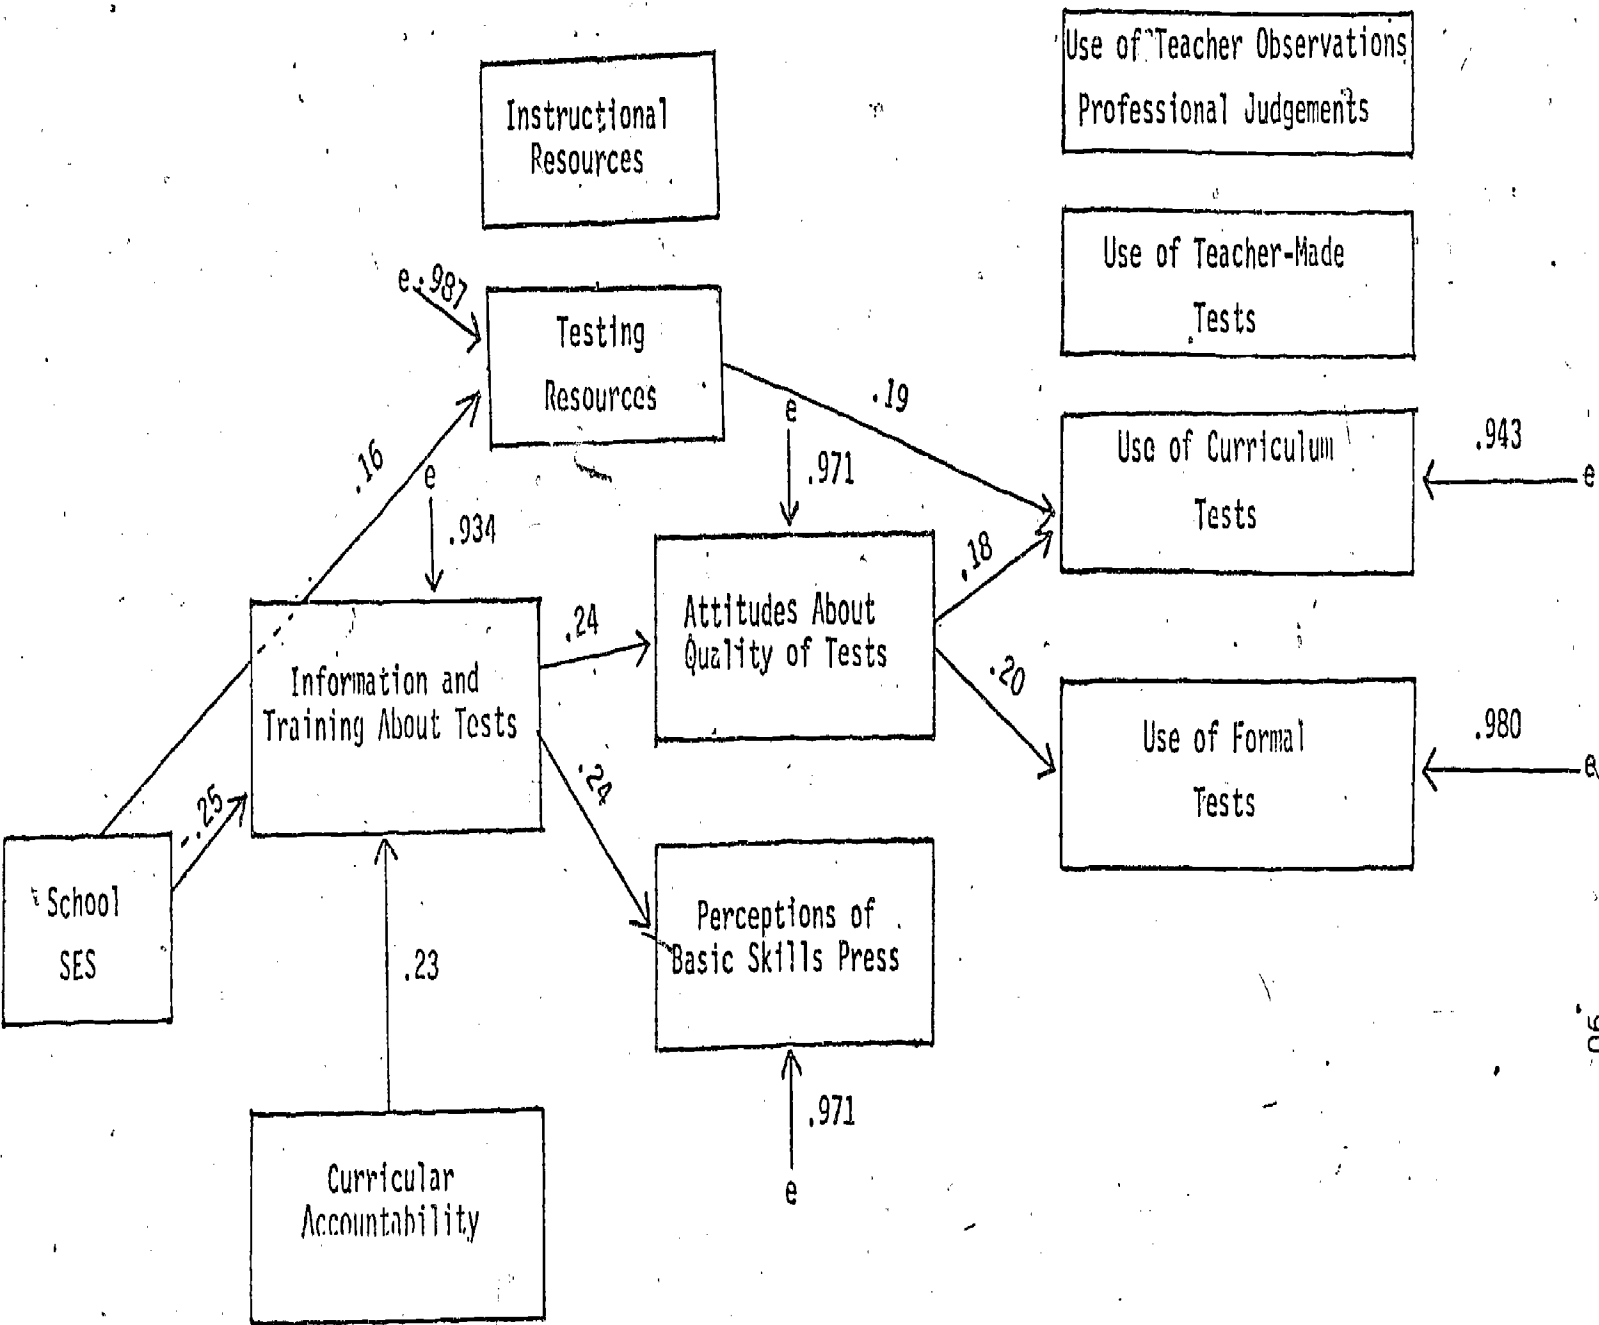 Use of Teacher Observations
Professional Judgements
Instructional
Resources
Use of Teacher-Made
Tests
e .987
Testing
Resources
.19
.16
e
.934
e
.971
Use of Curriculum
Tests
.943
e
.18
Attitudes About
Quality of Tests
.24
.20
Information and
Training About Tests
.24
Use of Formal
Tests
.980
e
-.25
School
SES
Perceptions of
Basic Skills Press
.23
.971
e
Curricular
Accountability